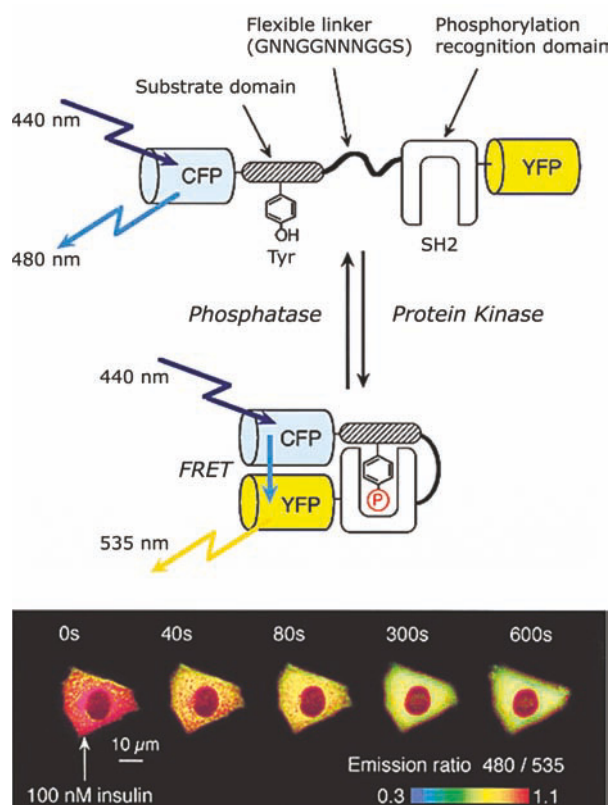 Flexible linker
(GNNGGNNNGGS)
Phosphorylation
recognition domain
Substrate domain
440 nm
CFP
YFP
OH
480 nm
Tyr
SH2
Phosphatase
Protein Kinase
440 nm
CFP
FRET
YFP
P
535 nm
0s
40s
80s
300s
600s
10 µm
Emission ratio 480 / 535
100 nM insulin
0.3
1.1